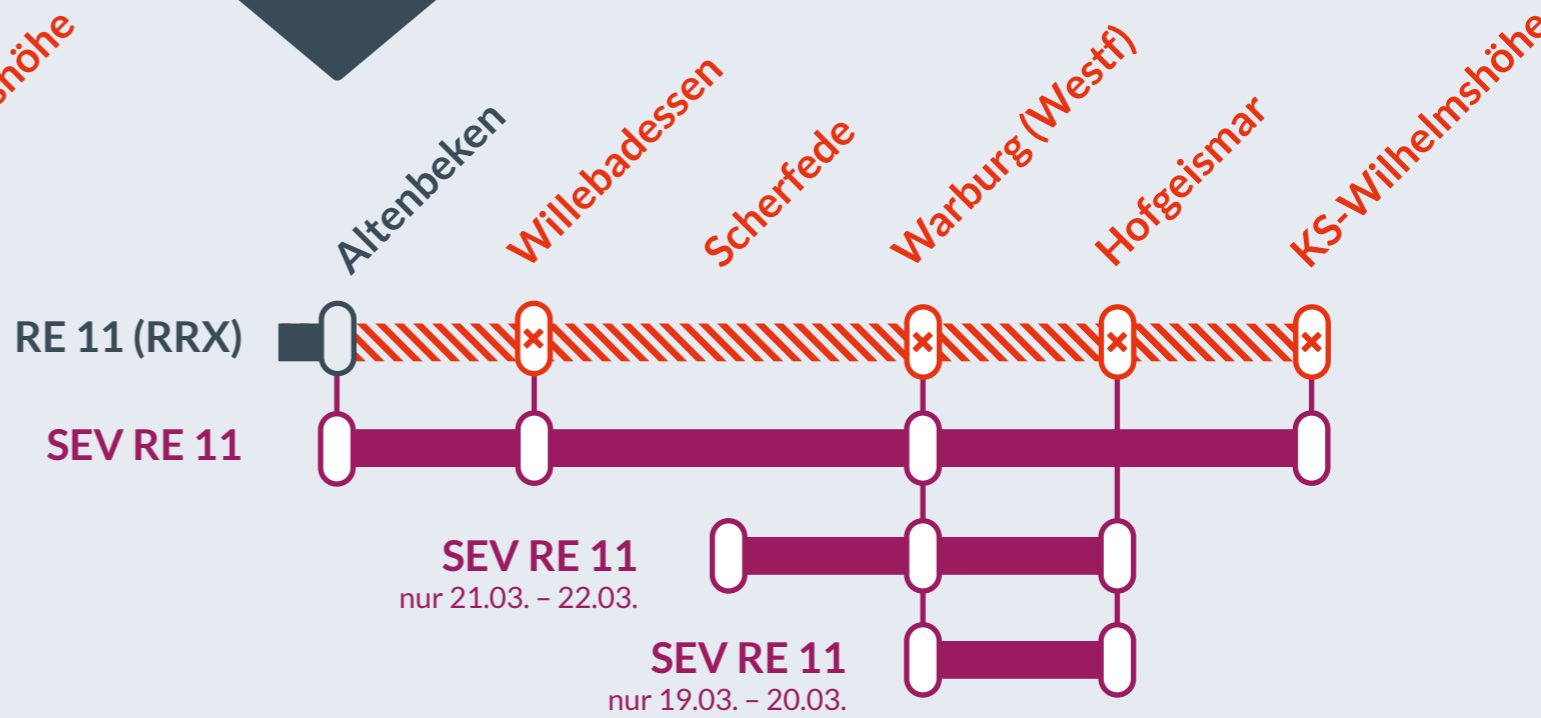 Altenbeken
Willebadessen
Scherfede
Warburg (Westf)
Hofgeismar
KS-Wilhelmshöhe
RE 11 (RRX)
SEV RE 11
SEV RE 11
nur 21.03. – 22.03.
SEV RE 11
nur 19.03. – 20.03.